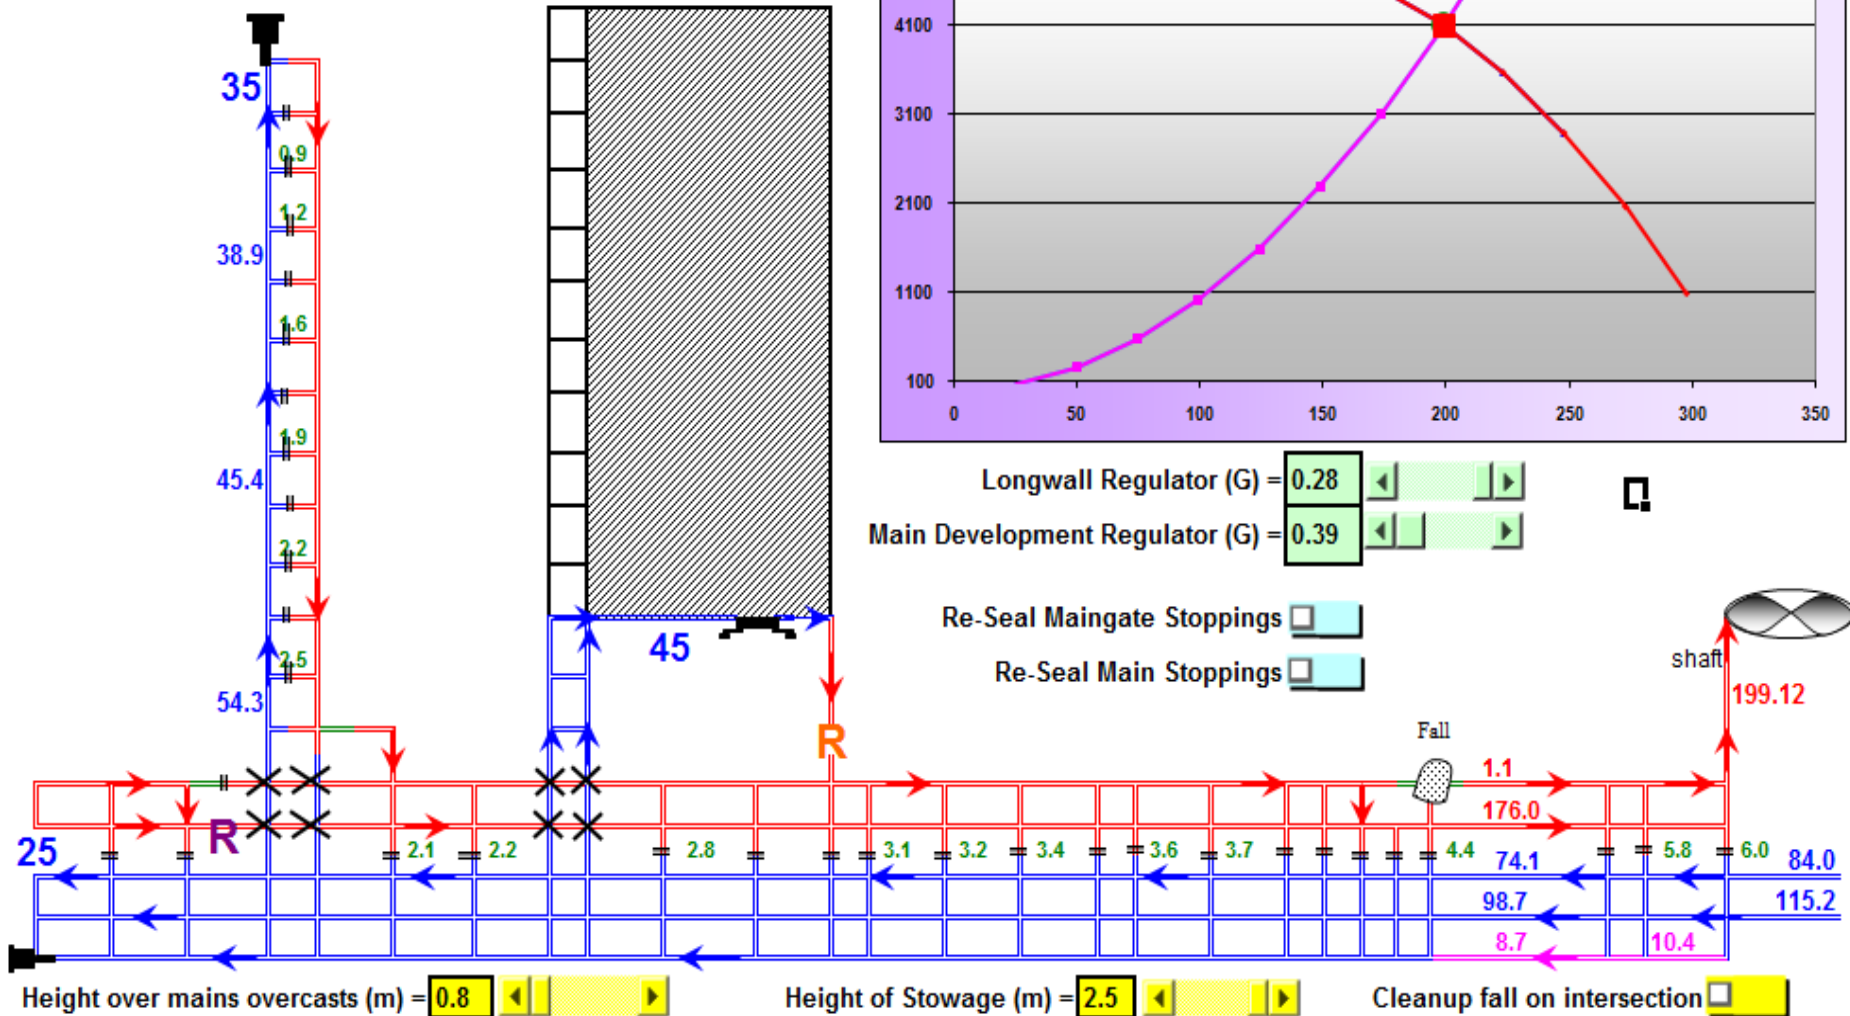 4100
3100
2100
1100
100
0 50 100 150 200 250 300 350
35
0.9
1.2
38.9
1.6
1.9
45.4
2.2
2.5
54.3
45
Longwall Regulator (G) = 0.28
Main Development Regulator (G) = 0.39
Re-Seal Maingate Stoppings
Re-Seal Main Stoppings
shaft
199.12
R
Fall
1.1
176.0
R
25
2.1 2.2 2.8 3.1 3.2 3.4 3.6 3.7 4.4 5.8 6.0
74.1 84.0
98.7 115.2
8.7 10.4
Height over mains overcasts (m) = 0.8
Height of Stowage (m) = 2.5
Cleanup fall on intersection